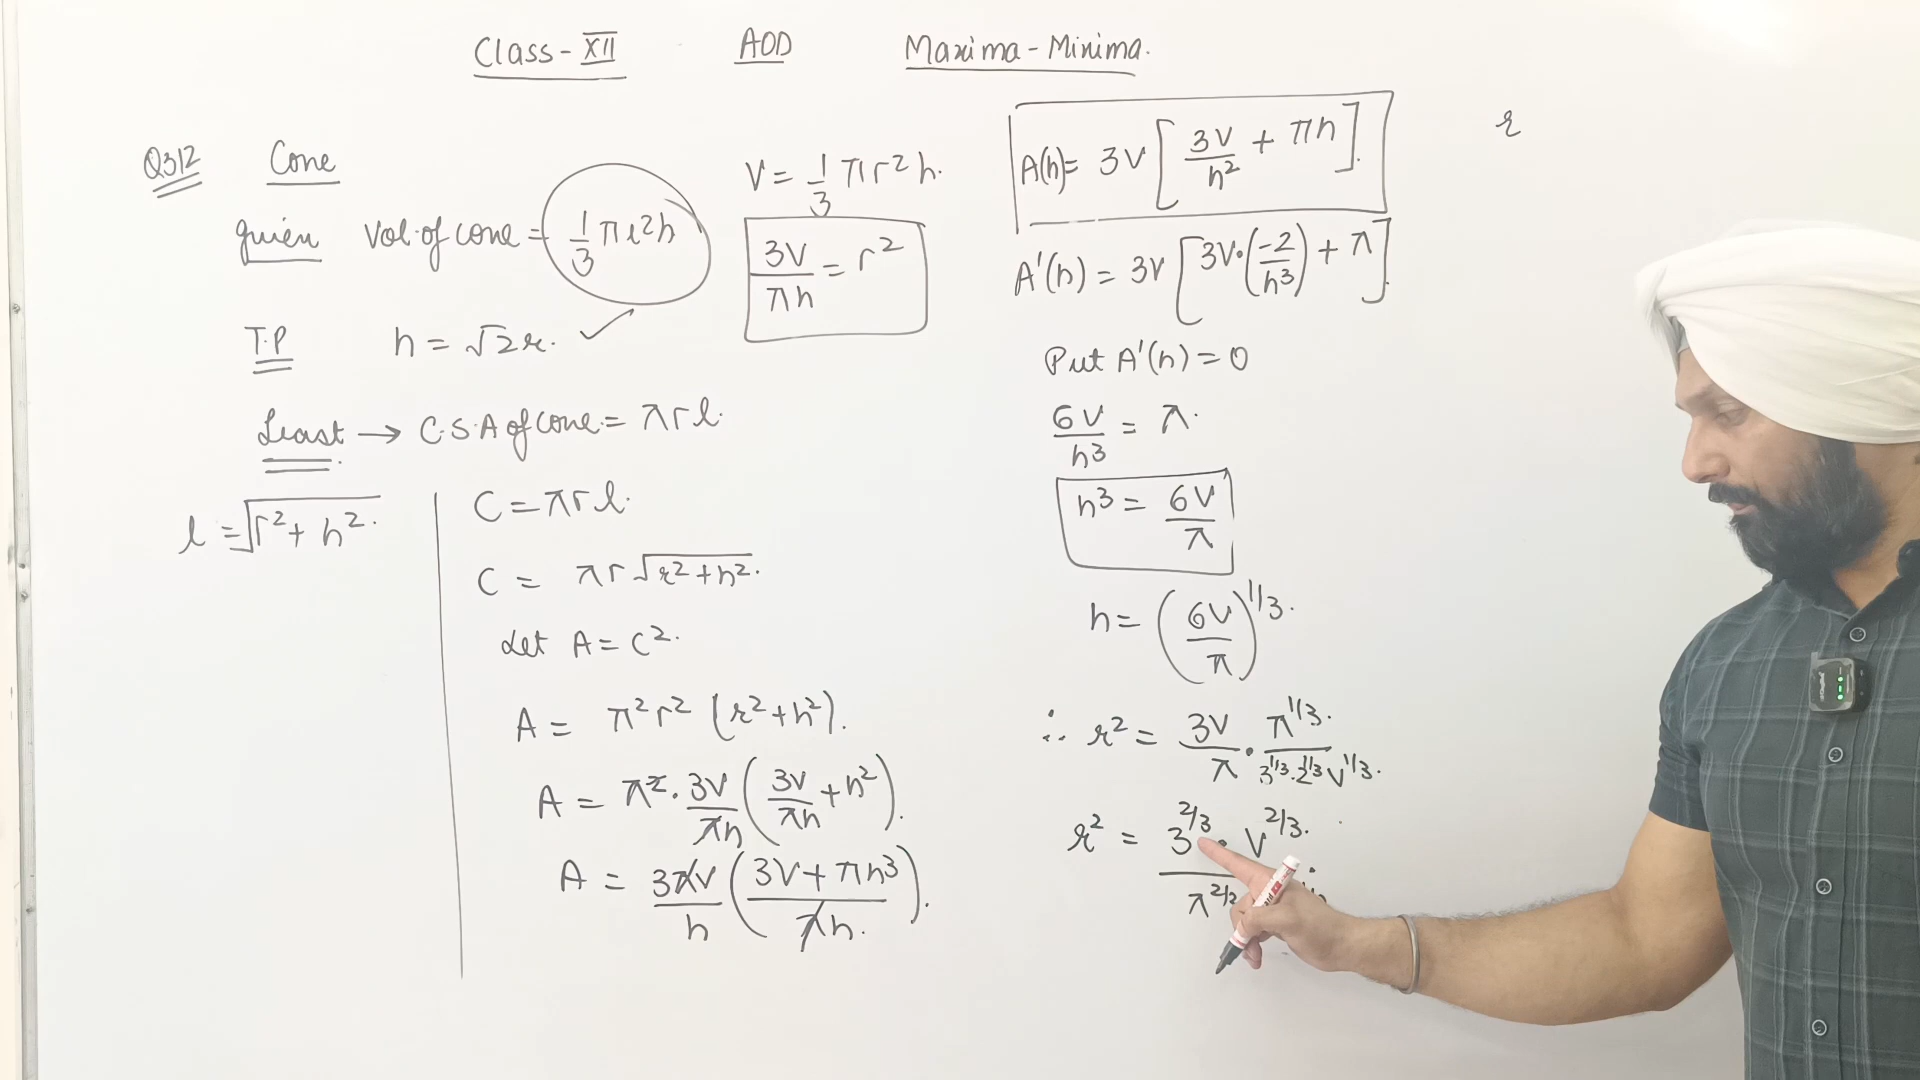 Class-XII AOD Maxima-Minima.
Q312 Cone
given Vol. of cone = 1/3 πr²h
T.P h = √2r. ✓
Least → C.S.A of cone = πrl.
l = √r² + h².
C = πrl.
C = πr√r² + h².
Let A = C².
A = π²r² (r² + h²).
A = π² · 3V/πh (3V/πh + h²).
A = 3πV/h (3V + πh³/πh).
V = 1/3 πr²h.
3V/πh = r²
A(h) = 3V [3V/h² + πh].
A'(h) = 3V [3V·(-2/h³) + π].
Put A'(h) = 0
6V/h³ = π.
h³ = 6V/π
h = (6V/π)^1/3.
∴ r² = 3V/π · π^1/3./3^1/3·2^1/3 V^1/3.
r² = 3^2/3 · V^2/3.
r